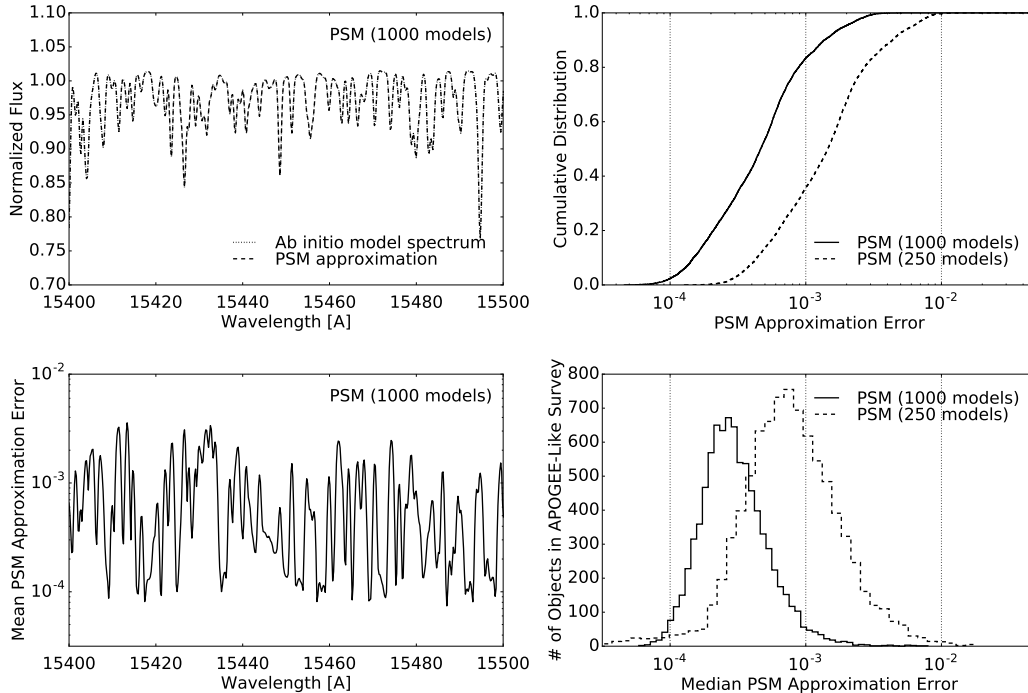 1.10
1.05
1.00
0.95
0.90
0.85
0.80
0.75
0.70
Normalized Flux
PSM (1000 models)
Ab initio model spectrum
PSM approximation
15400 15420 15440 15460 15480 15500
Wavelength [A]
1.0
0.8
0.6
0.4
0.2
0.0
Cumulative Distribution
PSM (1000 models)
PSM (250 models)
10^-4 10^-3 10^-2
PSM Approximation Error
10^-2
10^-3
10^-4
Mean PSM Approximation Error
PSM (1000 models)
15400 15420 15440 15460 15480 15500
Wavelength [A]
800
700
600
500
400
300
200
100
0
# of Objects in APOGEE-Like Survey
PSM (1000 models)
PSM (250 models)
10^-4 10^-3 10^-2
Median PSM Approximation Error